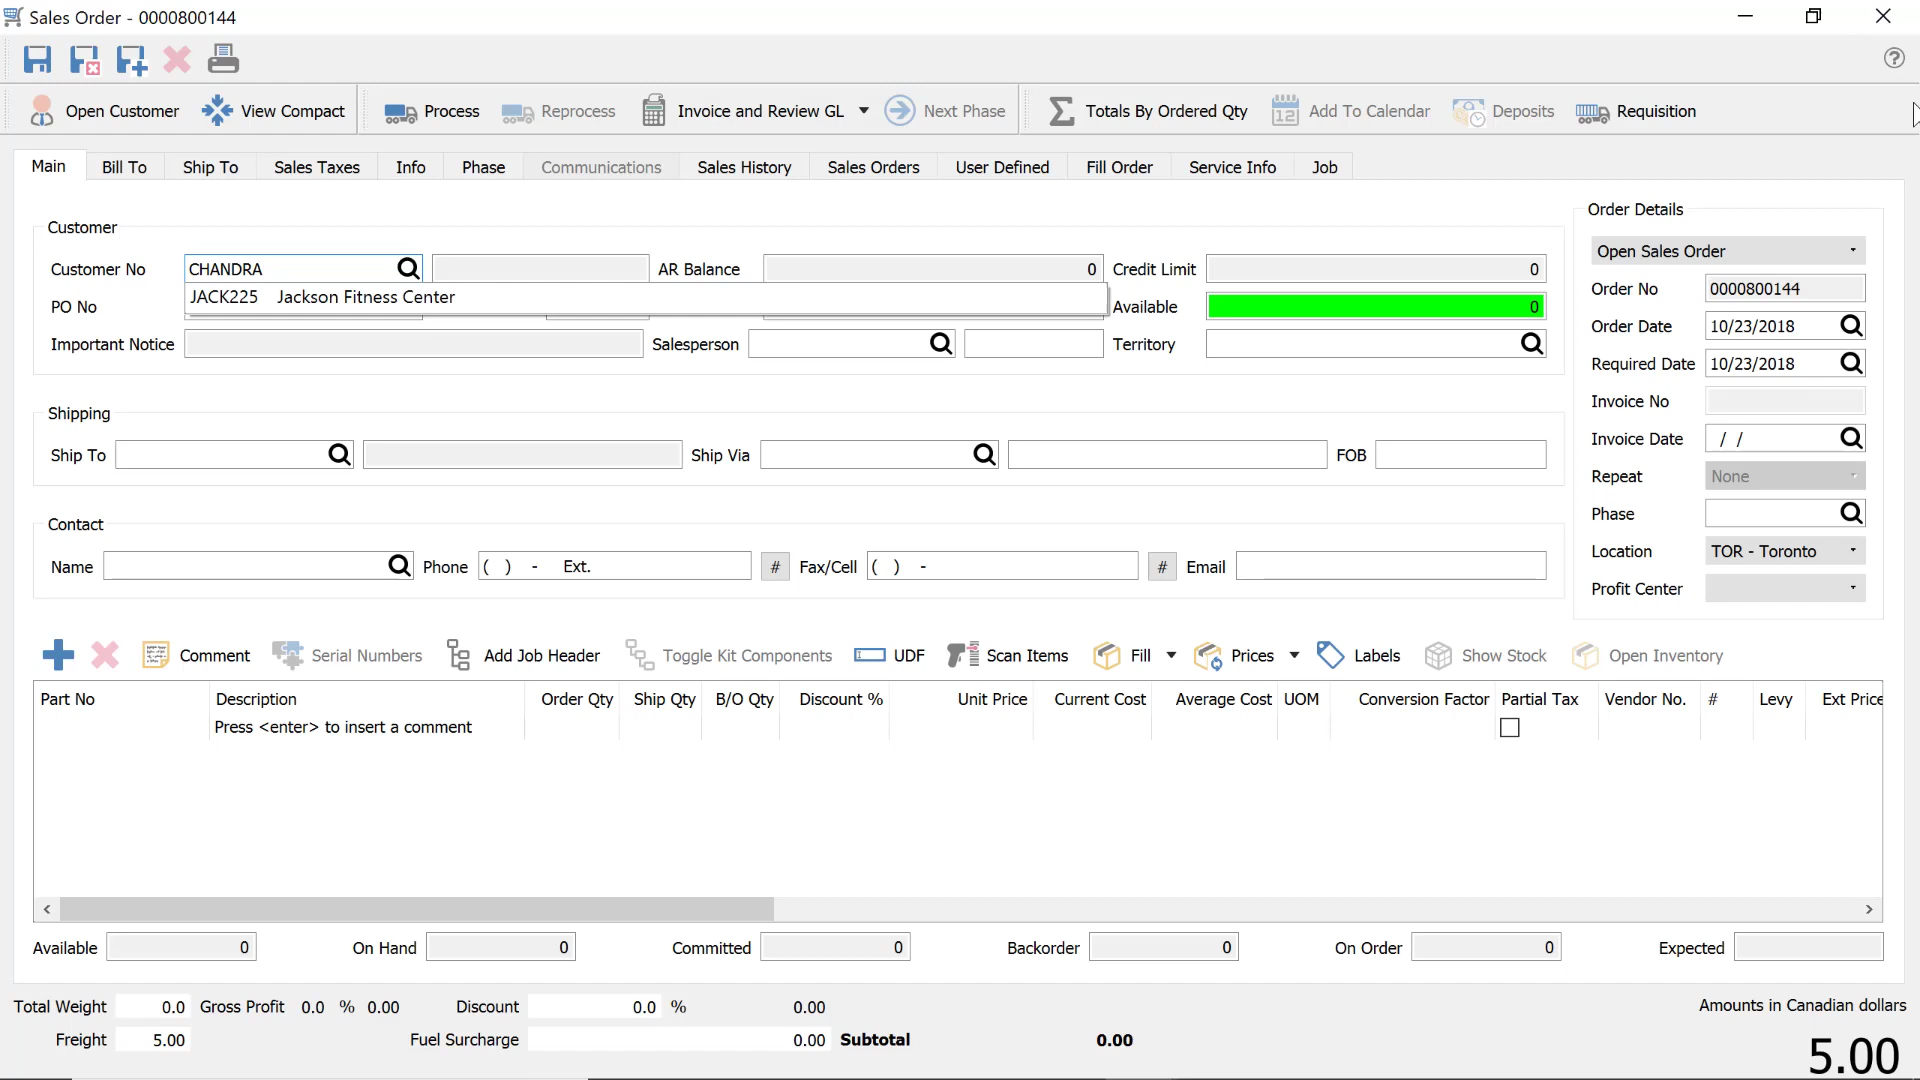 Sales Order - 0000800144
Open Customer View Compact Process Reprocess Invoice and Review GL Next Phase Totals By Ordered Qty 12 Add To Calendar Deposits Requisition
Main Bill To Ship To Sales Taxes Info Phase Communications Sales History Sales Orders User Defined Fill Order Service Info Job
Customer
Customer No CHANDRA AR Balance 0 Credit Limit 0
JACK225 Jackson Fitness Center
PO No Available 0
Important Notice Salesperson Territory
Shipping
Ship To Ship Via FOB
Contact
Name Phone ( ) - Ext. # Fax/Cell ( ) - # Email
Order Details
Open Sales Order
Order No 0000800144
Order Date 10/23/2018
Required Date 10/23/2018
Invoice No
Invoice Date / /
Repeat None
Phase
Location TOR - Toronto
Profit Center
Comment Serial Numbers Add Job Header Toggle Kit Components UDF Scan Items Fill Prices Labels Show Stock Open Inventory
Part No Description Order Qty Ship Qty B/O Qty Discount % Unit Price Current Cost Average Cost UOM Conversion Factor Partial Tax Vendor No. # Levy Ext Price
Press <enter> to insert a comment
Available 0 On Hand 0 Committed 0 Backorder 0 On Order 0 Expected
Total Weight 0.0 Gross Profit 0.0 % 0.00 Discount 0.0 % 0.00 Amounts in Canadian dollars
Freight 5.00 Fuel Surcharge 0.00 Subtotal 0.00
5.00